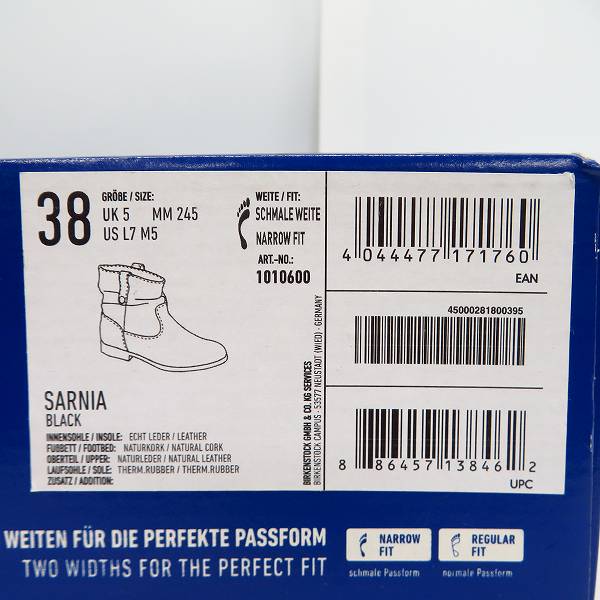 38
GRÖBE / SIZE:
UK 5 MM 245
US L7 M5
WEITE / FIT:
SCHMALE WEITE
NARROW FIT
ART.-NO.:
1010600
SARNIA
BLACK
INNENSOHLE / INSOLE: ECHT LEDER / LEATHER
FUßBETT / FOOTBED: NATURKORK / NATURAL CORK
OBERTEIL / UPPER: NATURLEDER / NATURAL LEATHER
LAUFSOHLE / SOLE: THERM.RUBBER / THERM.RUBBER
ZUSATZ / ADDITION:
BIRKENSTOCK GMBH & CO. KG SERVICES
BIRKENSTOCK CAMPUS - 53577 NEUSTADT (WIED) - GERMANY
4 044477 171760
EAN
45000281800395
8 86457 13846 2
UPC
WEITEN FÜR DIE PERFEKTE PASSFORM
TWO WIDTHS FOR THE PERFECT FIT
NARROW
FIT
schmale Passform
REGULAR
FIT
normale Passform